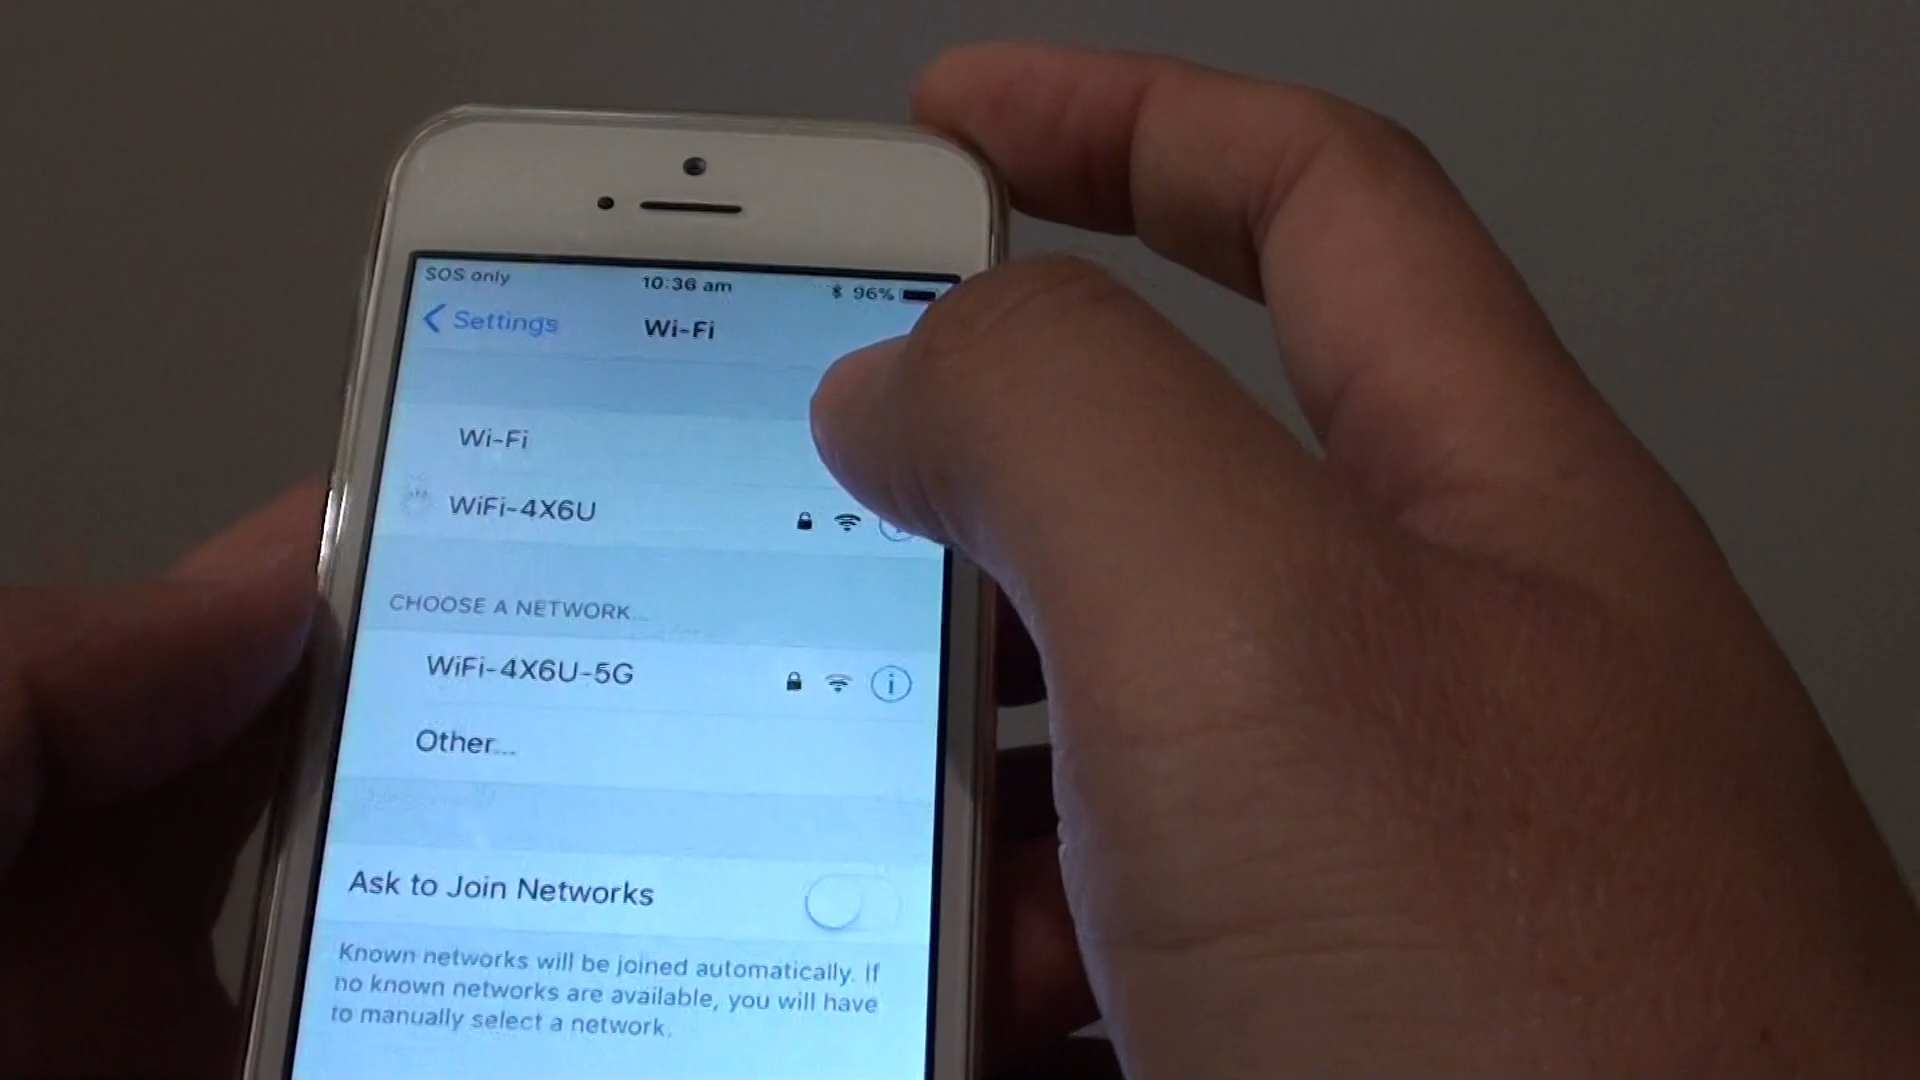 SOS only 10:36 am 96%
Settings Wi-Fi
Wi-Fi
WiFi-4X6U
CHOOSE A NETWORK...
WiFi-4X6U-5G
Other...
Ask to Join Networks
Known networks will be joined automatically. If
no known networks are available, you will have
to manually select a network.